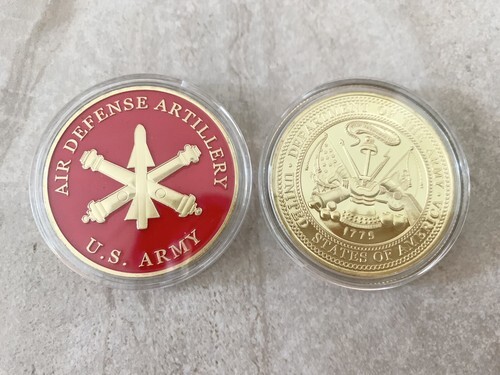 AIR DEFENSE ARTILLERY
U.S. ARMY
DEPARTMENT OF THE ARMY
UNITED STATES OF AMERICA
1775